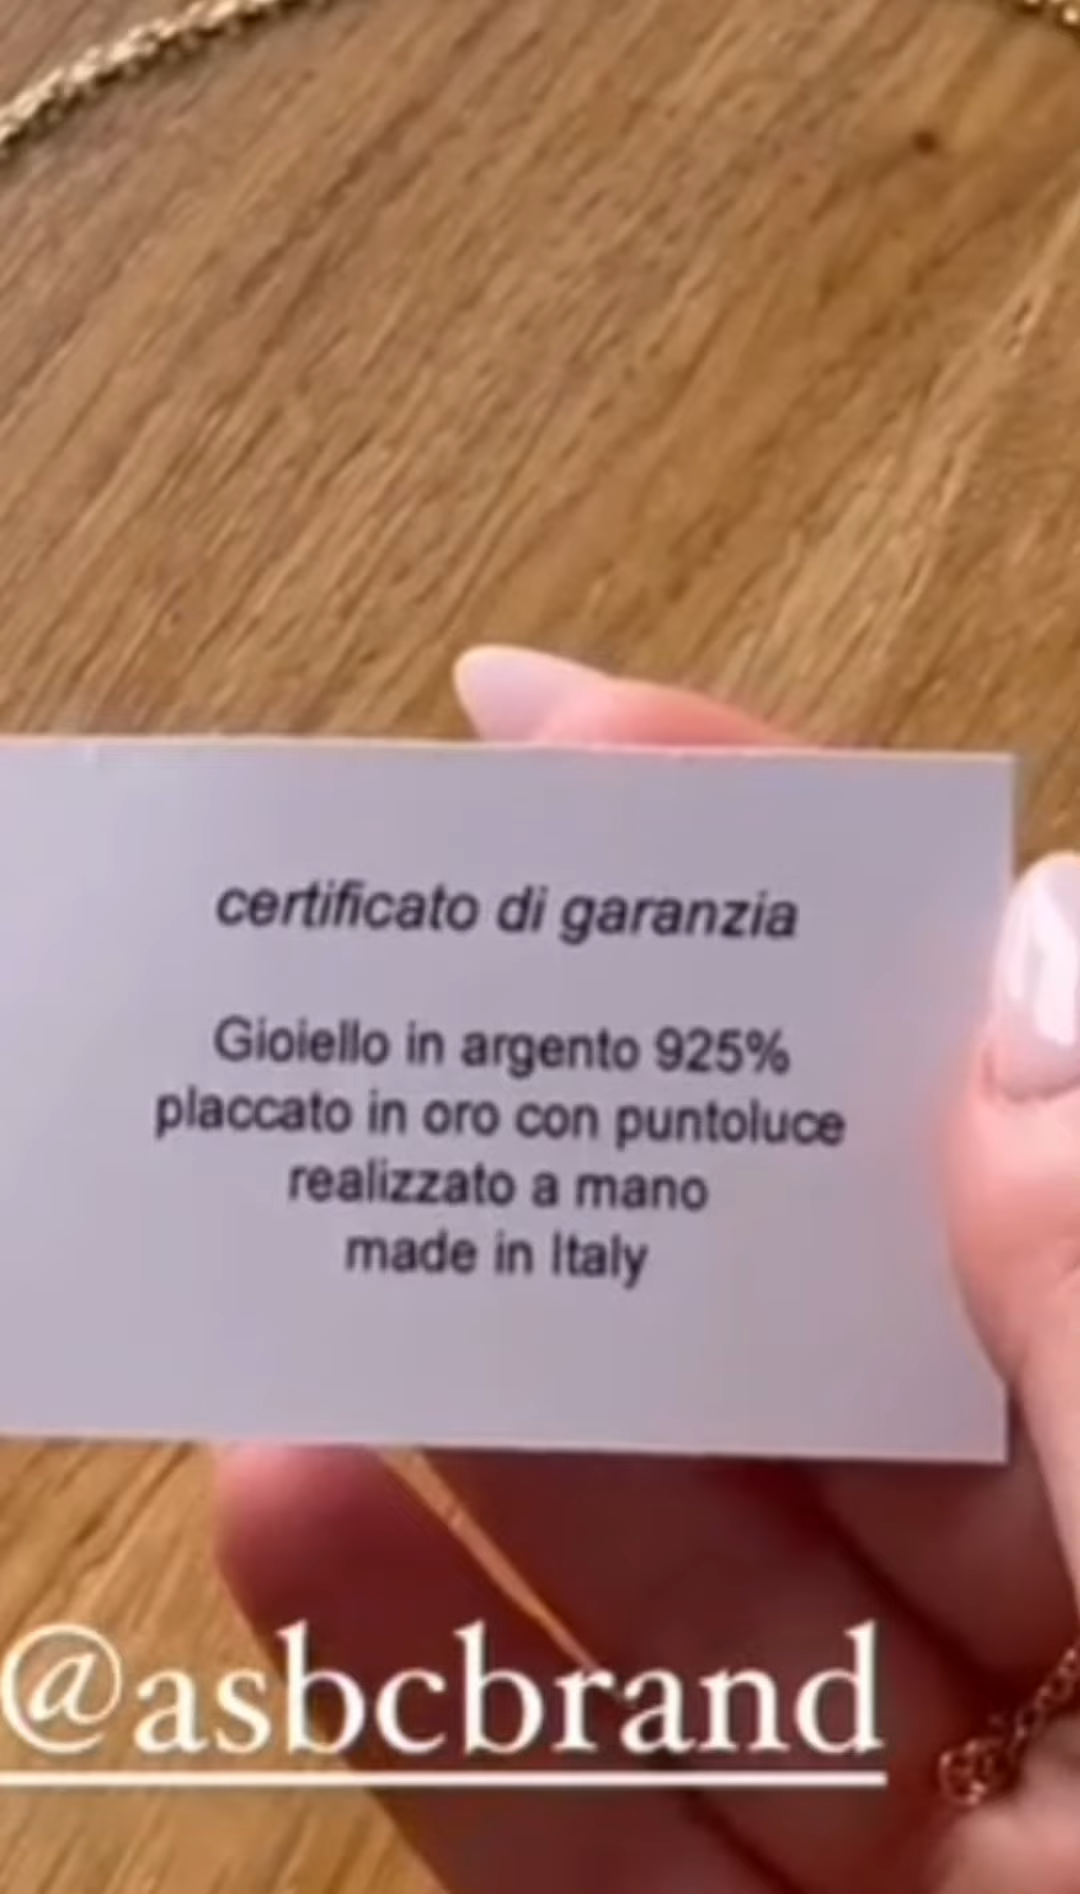 certificato di garanzia
Gioiello in argento 925%
placcato in oro con puntoluce
realizzato a mano
made in Italy
@asbcbrand